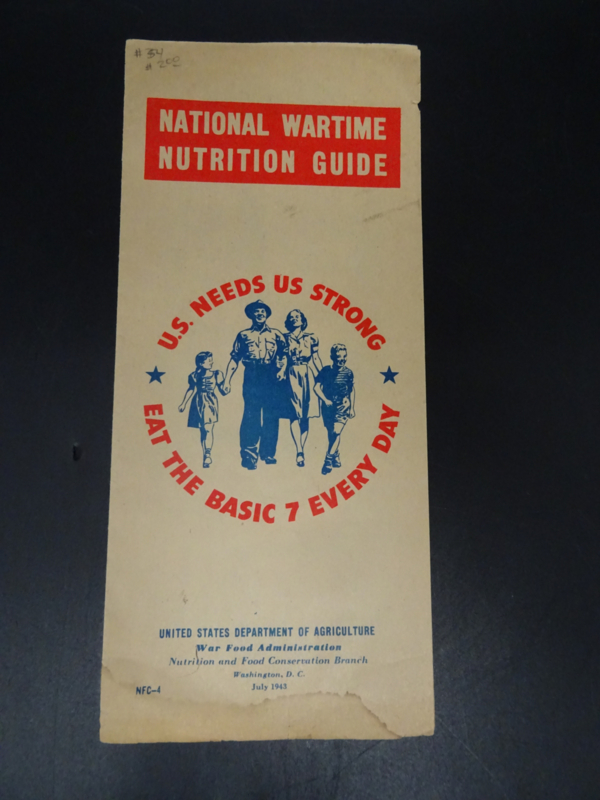 # 34
# 200
NATIONAL WARTIME
NUTRITION GUIDE
U.S. NEEDS US STRONG
EAT THE BASIC 7 EVERY DAY
UNITED STATES DEPARTMENT OF AGRICULTURE
War Food Administration
Nutrition and Food Conservation Branch
Washington, D. C.
July 1943
NFC-4